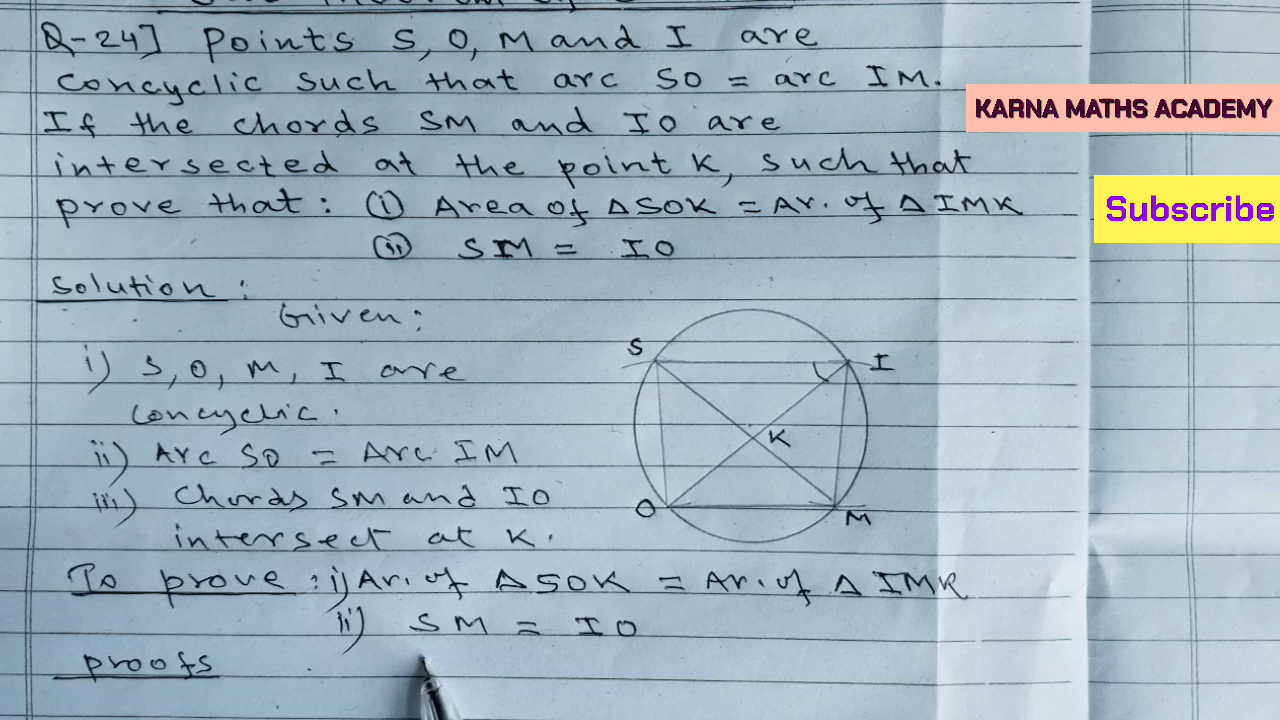 Q-24] Points S, O, M and I are
concyclic such that arc SO = arc IM.
If the chords SM and IO are
intersected at the point K, such that
prove that: (i) Area of ΔSOK = Ar. of ΔIMK
(ii) SM = IO
Solution:
Given:
i) S, O, M, I are
concyclic.
ii) Arc SO = Arc IM
iii) Chords SM and IO
intersect at K.
To prove: i) Ar. of ΔSOK = Ar. of ΔIMK
ii) SM = IO
proofs
S
I
K
O
M
KARNA MATHS ACADEMY
Subscribe